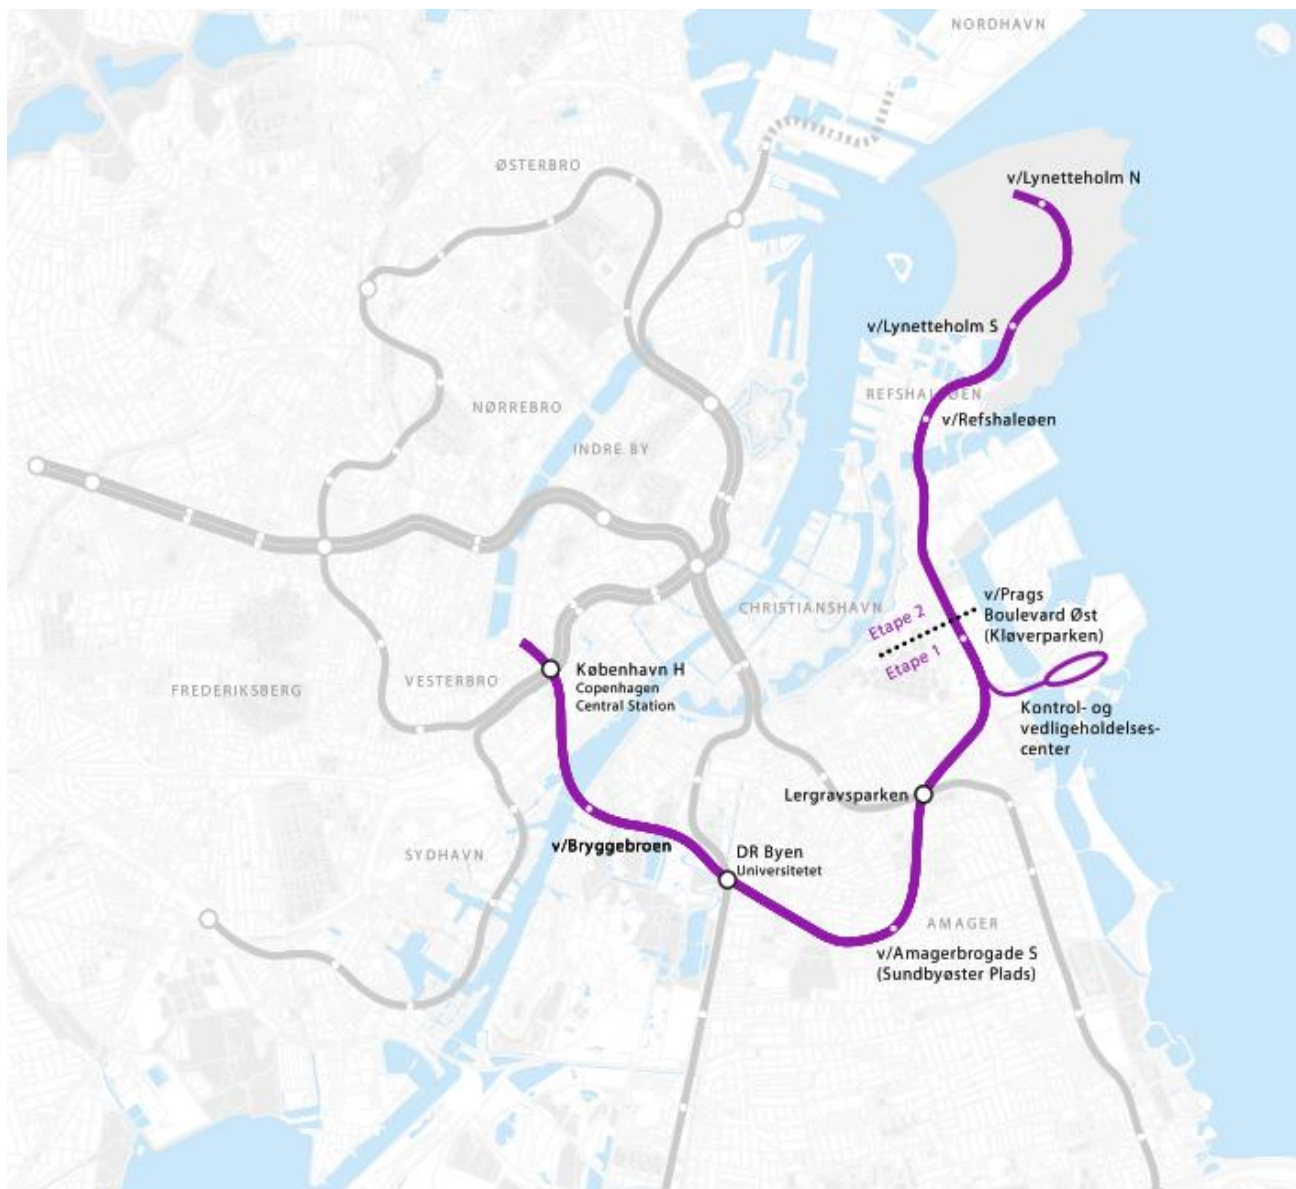 NORDHAVN
ØSTERBRO
v/Lynetteholm N
v/Lynetteholm S
REFSHALEØEN
NØRREBRO
v/Refshaleøen
INDRE BY
v/Prags
Boulevard Øst
(Kløverparken)
CHRISTIANSHAVN
Etape 2
Etape 1
København H
Copenhagen
Central Station
VESTERBRO
FREDERIKSBERG
Kontrol- og
vedligeholdelses-
center
Lergravsparken
v/Bryggebroen
SYDHAVN
DR Byen
Universitetet
AMAGER
v/Amagerbrogade S
(Sundbyøster Plads)